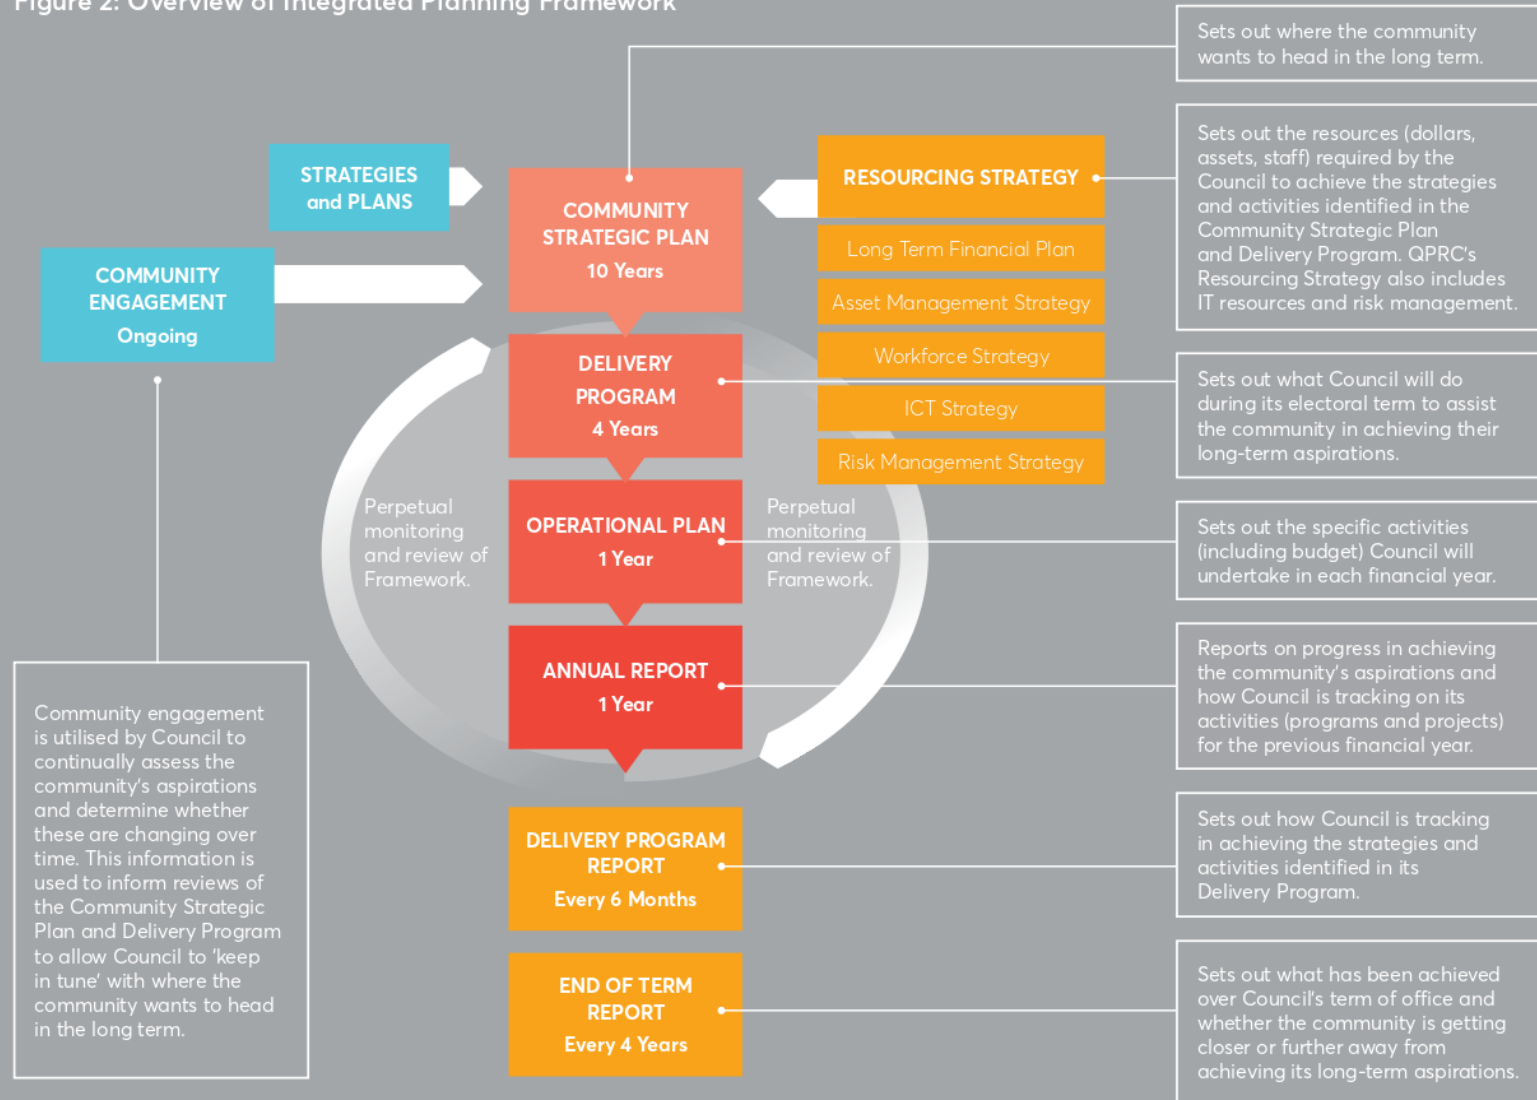 Figure 2: Overview of Integrated Planning Framework
Sets out where the community
wants to head in the long term.
STRATEGIES
and PLANS
COMMUNITY
ENGAGEMENT
Ongoing
COMMUNITY
STRATEGIC PLAN
10 Years
RESOURCING STRATEGY
Long Term Financial Plan
Asset Management Strategy
Workforce Strategy
ICT Strategy
Risk Management Strategy
Sets out the resources (dollars,
assets, staff) required by the
Council to achieve the strategies
and activities identified in the
Community Strategic Plan
and Delivery Program. QPRC's
Resourcing Strategy also includes
IT resources and risk management.
DELIVERY
PROGRAM
4 Years
Sets out what Council will do
during its electoral term to assist
the community in achieving their
long-term aspirations.
Perpetual
monitoring
and review of
Framework.
OPERATIONAL PLAN
1 Year
Perpetual
monitoring
and review of
Framework.
Sets out the specific activities
(including budget) Council will
undertake in each financial year.
ANNUAL REPORT
1 Year
Reports on progress in achieving
the community's aspirations and
how Council is tracking on its
activities (programs and projects)
for the previous financial year.
Community engagement
is utilised by Council to
continually assess the
community's aspirations
and determine whether
these are changing over
time. This information is
used to inform reviews of
the Community Strategic
Plan and Delivery Program
to allow Council to 'keep
in tune' with where the
community wants to head
in the long term.
DELIVERY PROGRAM
REPORT
Every 6 Months
Sets out how Council is tracking
in achieving the strategies and
activities identified in its
Delivery Program.
END OF TERM
REPORT
Every 4 Years
Sets out what has been achieved
over Council's term of office and
whether the community is getting
closer or further away from
achieving its long-term aspirations.